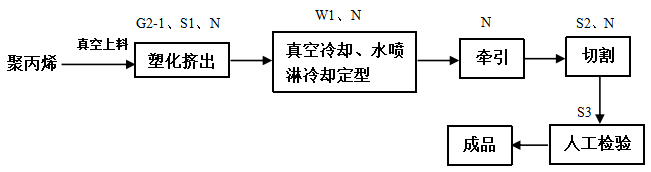 G2-1、S1、N
W1、N
N
S2、N
聚丙烯
真空上料
塑化挤出
真空冷却、水喷
淋冷却定型
牵引
切割
S3
成品
人工检验